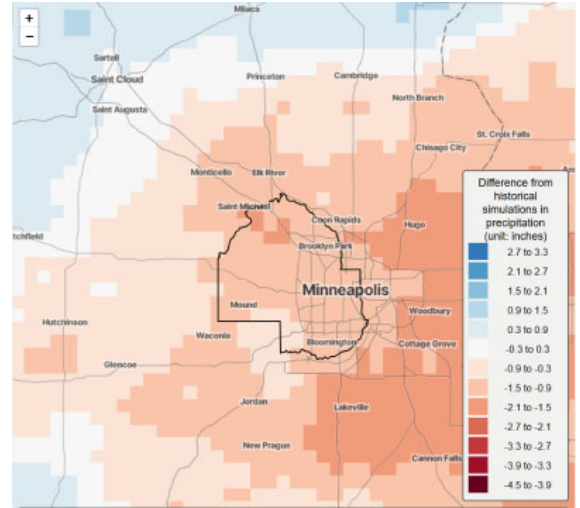 +
−
Milaca
Sartell
Saint Cloud
Princeton
Cambridge
Saint Augusta
North Branch
St. Croix Falls
Chisago City
Monticello
Elk River
Saint Michael
Coon Rapids
Hugo
Brooklyn Park
Minneapolis
Mound
Woodbury
Hutchinson
Waconia
Bloomington
Cottage Grove
Glencoe
Jordan
Lakeville
New Prague
Cannon Falls
Difference from
historical
simulations in
precipitation
(unit: inches)
2.7 to 3.3
2.1 to 2.7
1.5 to 2.1
0.9 to 1.5
0.3 to 0.9
-0.3 to 0.3
-0.9 to -0.3
-1.5 to -0.9
-2.1 to -1.5
-2.7 to -2.1
-3.3 to -2.7
-3.9 to -3.3
-4.5 to -3.9